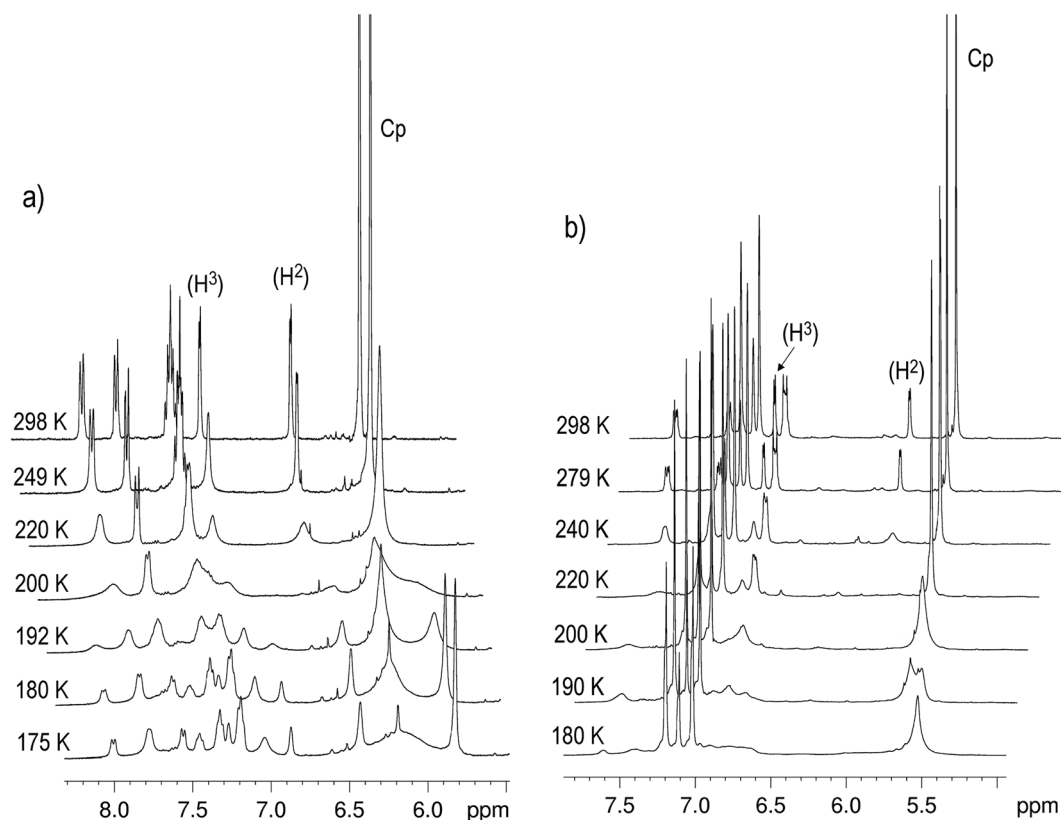 Cp
Cp
a)
b)
(H³)
(H²)
(H³)
(H²)
298 K
298 K
249 K
279 K
220 K
240 K
200 K
220 K
192 K
200 K
180 K
190 K
175 K
180 K
8.0 7.5 7.0 6.5 6.0 ppm
7.5 7.0 6.5 6.0 5.5 ppm